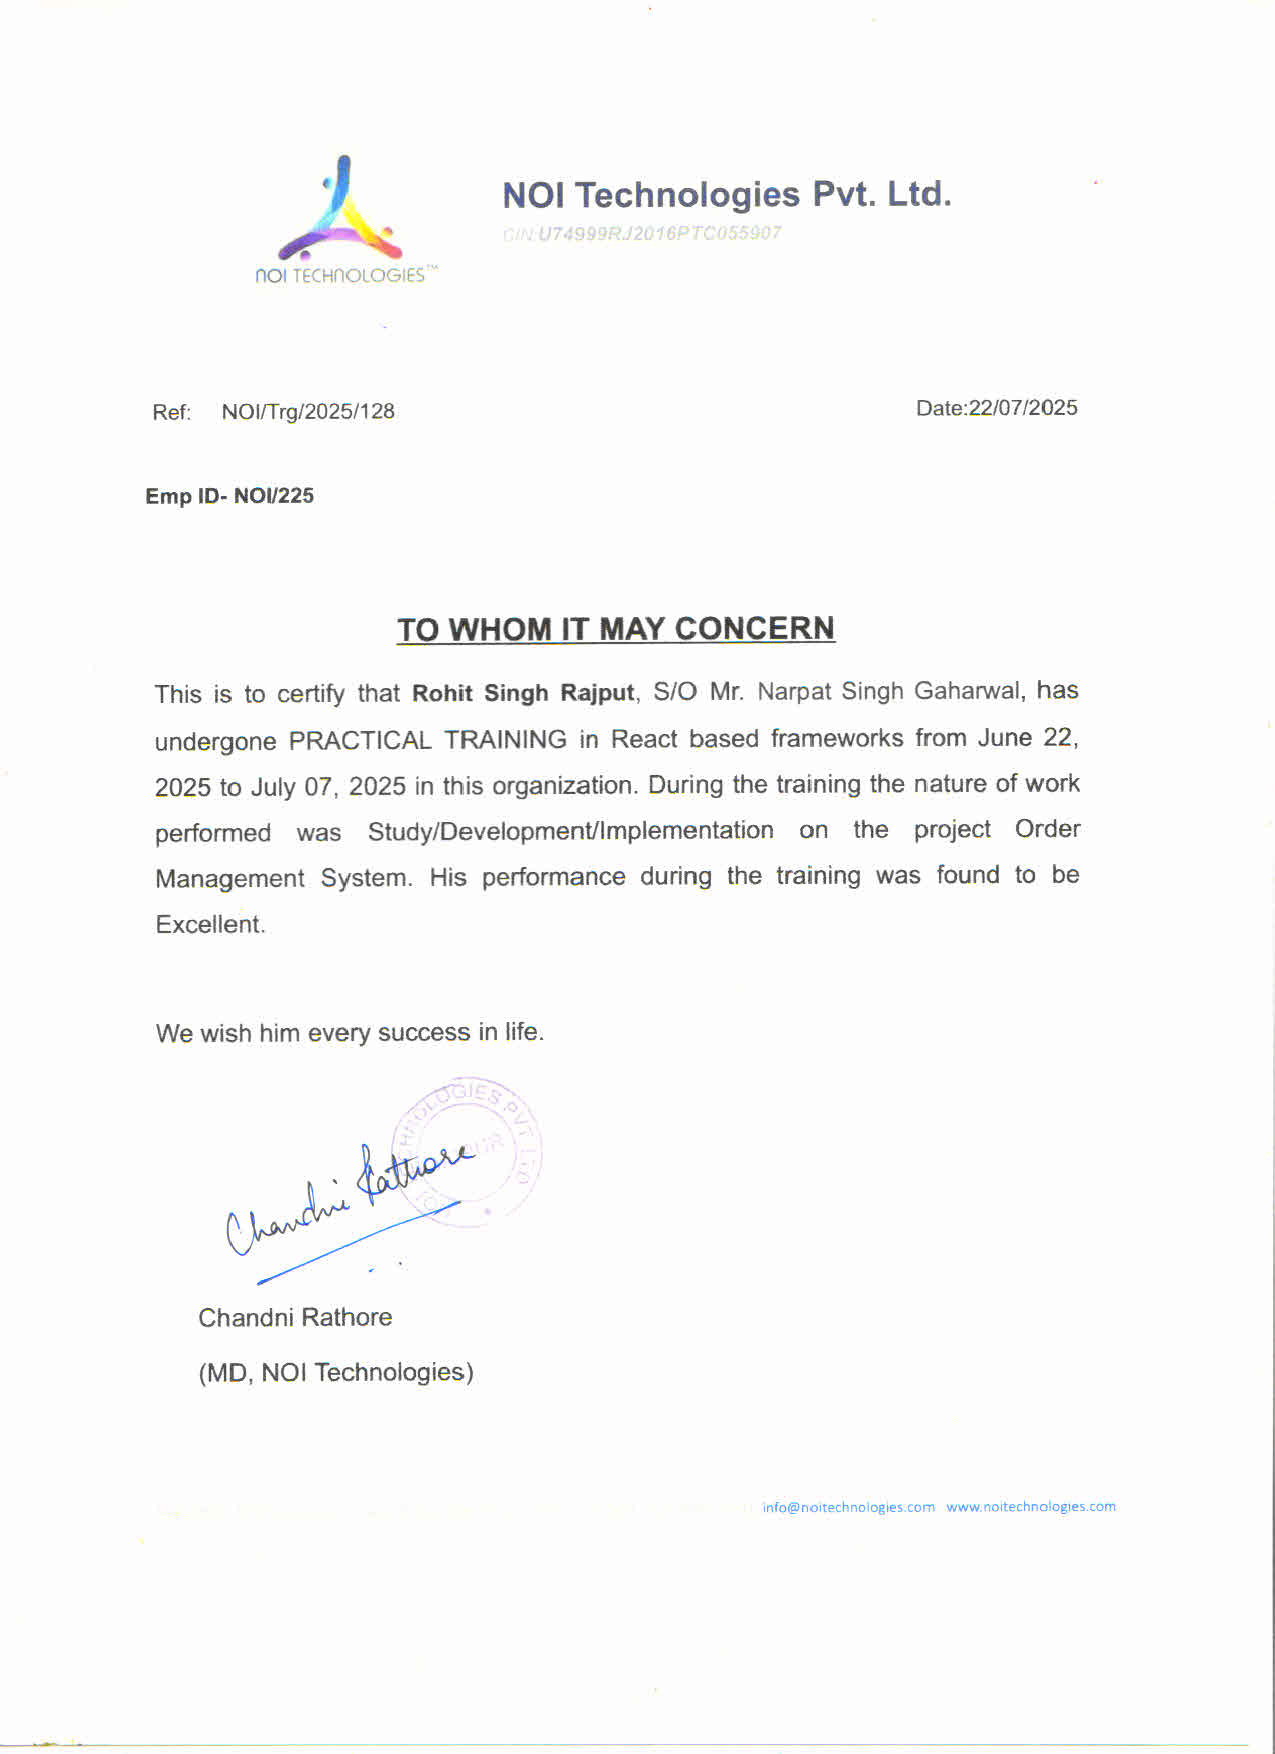 NOI Technologies Pvt. Ltd.
CIN:U74999RJ2016PTC055907
NOI TECHNOLOGIES™
Ref: NOI/Trg/2025/128
Date:22/07/2025
Emp ID- NOI/225
TO WHOM IT MAY CONCERN
This is to certify that Rohit Singh Rajput, S/O Mr. Narpat Singh Gaharwal, has
undergone PRACTICAL TRAINING in React based frameworks from June 22,
2025 to July 07, 2025 in this organization. During the training the nature of work
performed was Study/Development/Implementation on the project Order
Management System. His performance during the training was found to be
Excellent.
We wish him every success in life.
Chandni Rathore
Chandni Rathore
(MD, NOI Technologies)
info@noitechnologies.com www.noitechnologies.com